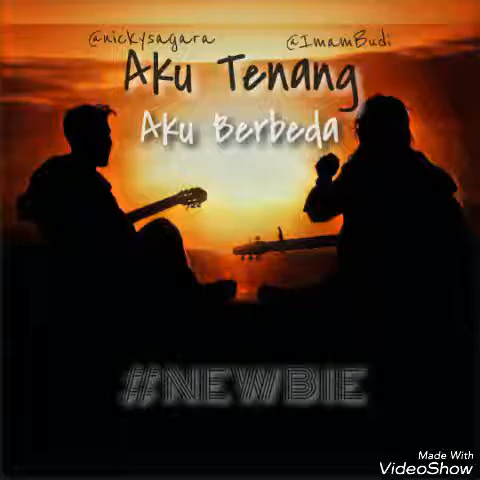 @nickysagara @ImamBudi
Aku Tenang
Aku Berbeda
#NEWBIE
Made With
VideoShow